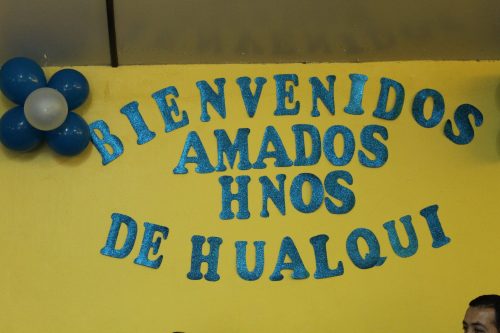 BIENVENIDOS
AMADOS
HNOS
DE HUALQUI